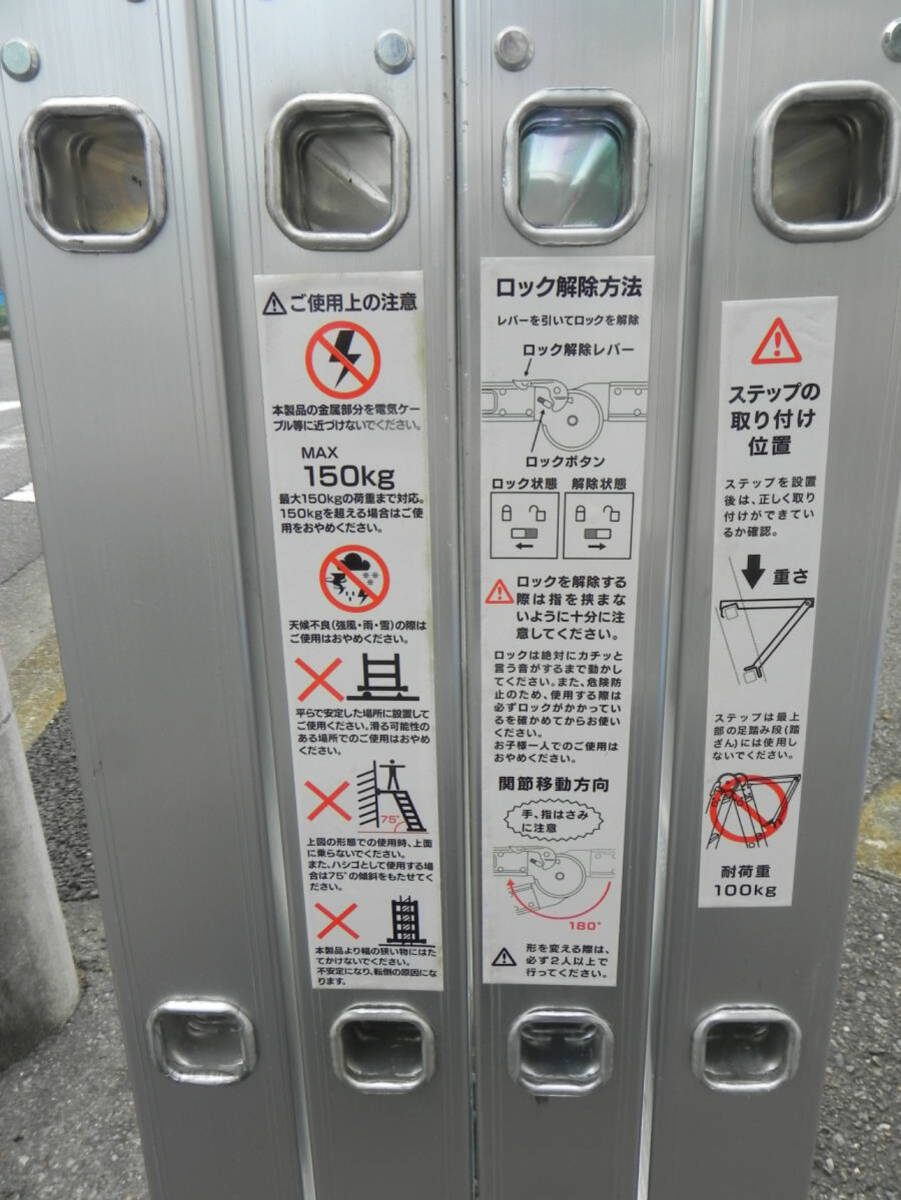 ご使用上の注意
本製品の金属部分を電気ケー
ブル等に近づけないでください。
MAX
150kg
最大150kgの荷重まで対応。
150kgを超える場合はご使
用をおやめください。
天候不良(強風・雨・雪)の際は
ご使用はおやめください。
平らで安定した場所に設置して
ご使用ください。滑る可能性の
ある場所でのご使用はおやめ
ください。
75°
上図の形態での使用時、上面
に乗らないでください。
また、ハシゴとして使用する場
合は75°の傾斜をもたせてく
ださい。
本製品より幅の狭い物にはた
てかけないでください。
不安定になり、転倒の原因にな
ります。
ロック解除方法
レバーを引いてロックを解除
ロック解除レバー
ロックボタン
ロック状態 解除状態
ロックを解除する
際は指を挟まな
いように十分に注
意してください。
ロックは絶対にカチッと
言う音がするまで動かし
てください。また、危険防
止のため、使用する際は
必ずロックがかかってい
るを確かめてからお使い
ください。
お子様一人でのご使用は
おやめください。
関節移動方向
手、指はさみ
に注意
180°
形を変える際は、
必ず2人以上で
行ってください。
ステップの
取り付け
位置
ステップを設置
後は、正しく取り
付けができてい
るか確認。
重さ
ステップは最上
部の足踏み段(踏
ざん)には使用し
ないでください。
耐荷重
100kg